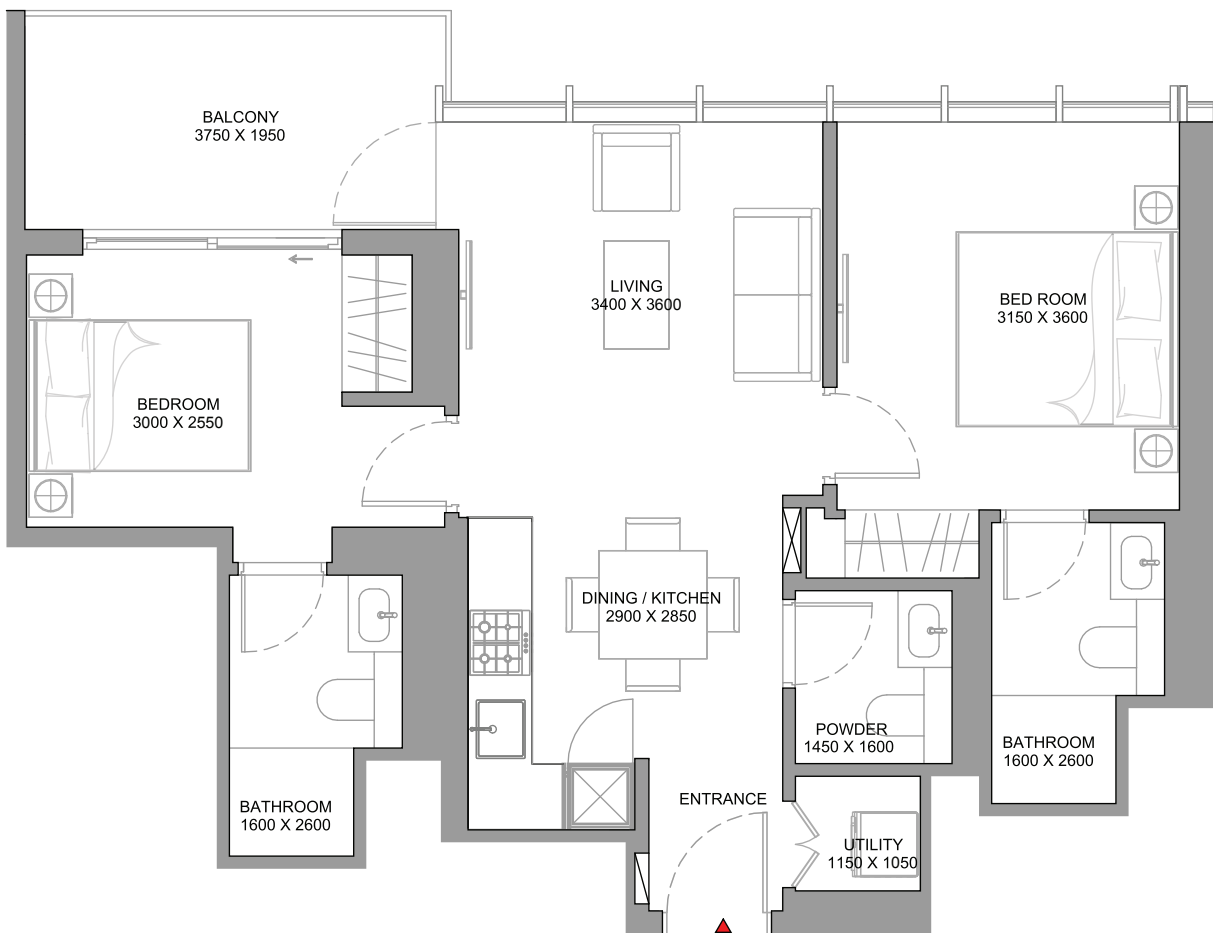 BALCONY
3750 X 1950
LIVING
3400 X 3600
BED ROOM
3150 X 3600
BEDROOM
3000 X 2550
DINING / KITCHEN
2900 X 2850
POWDER
1450 X 1600
BATHROOM
1600 X 2600
ENTRANCE
BATHROOM
1600 X 2600
UTILITY
1150 X 1050